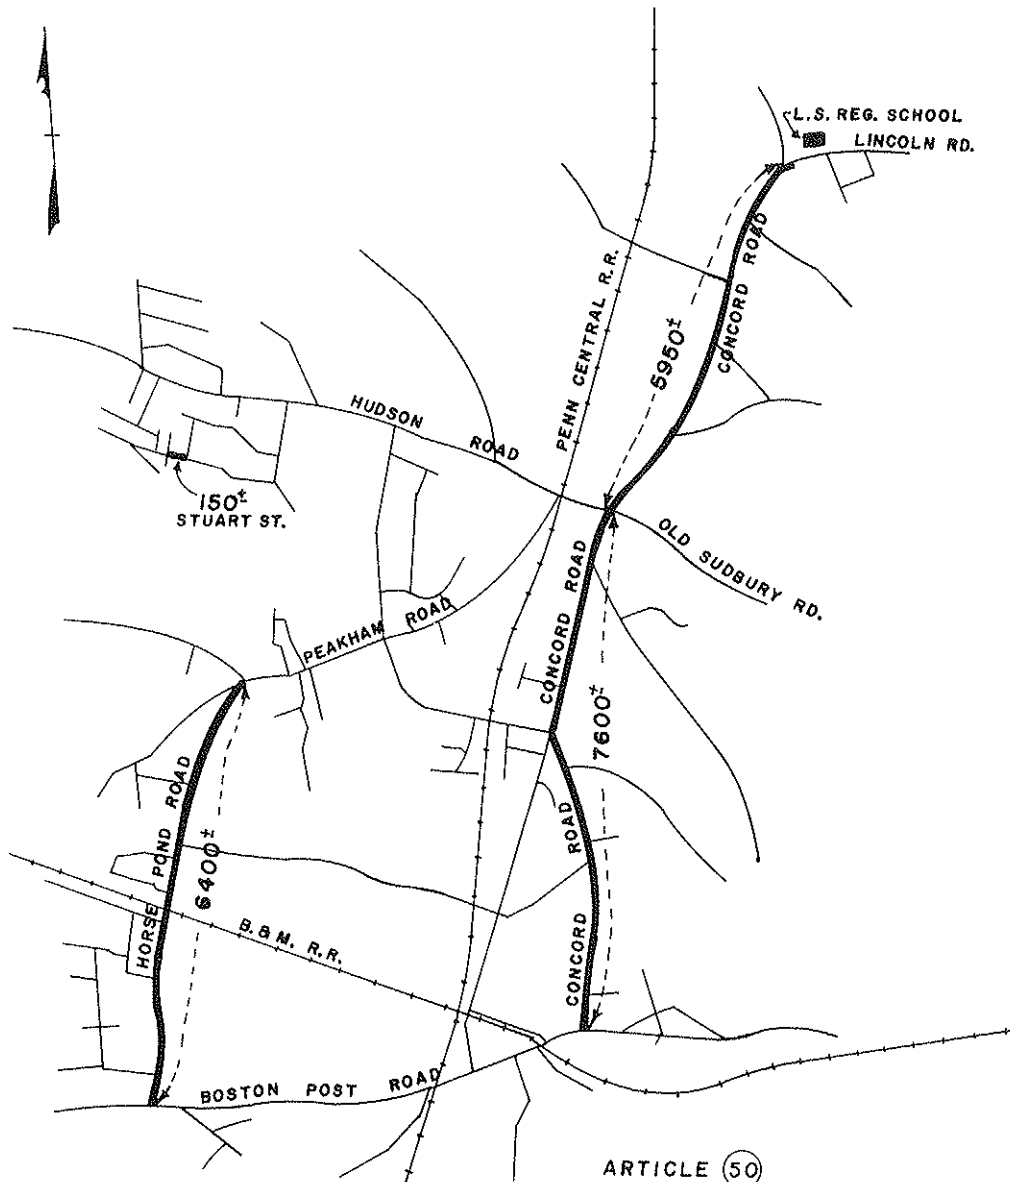 L.S. REG. SCHOOL
LINCOLN RD.
CONCORD ROAD
PENN CENTRAL R.R.
5950±
HUDSON ROAD
150±
STUART ST.
OLD SUDBURY RD.
CONCORD ROAD
PEAKHAM ROAD
7600±
HORSE POND ROAD
6400±
CONCORD ROAD
B.&M. R.R.
BOSTON POST ROAD
ARTICLE 50